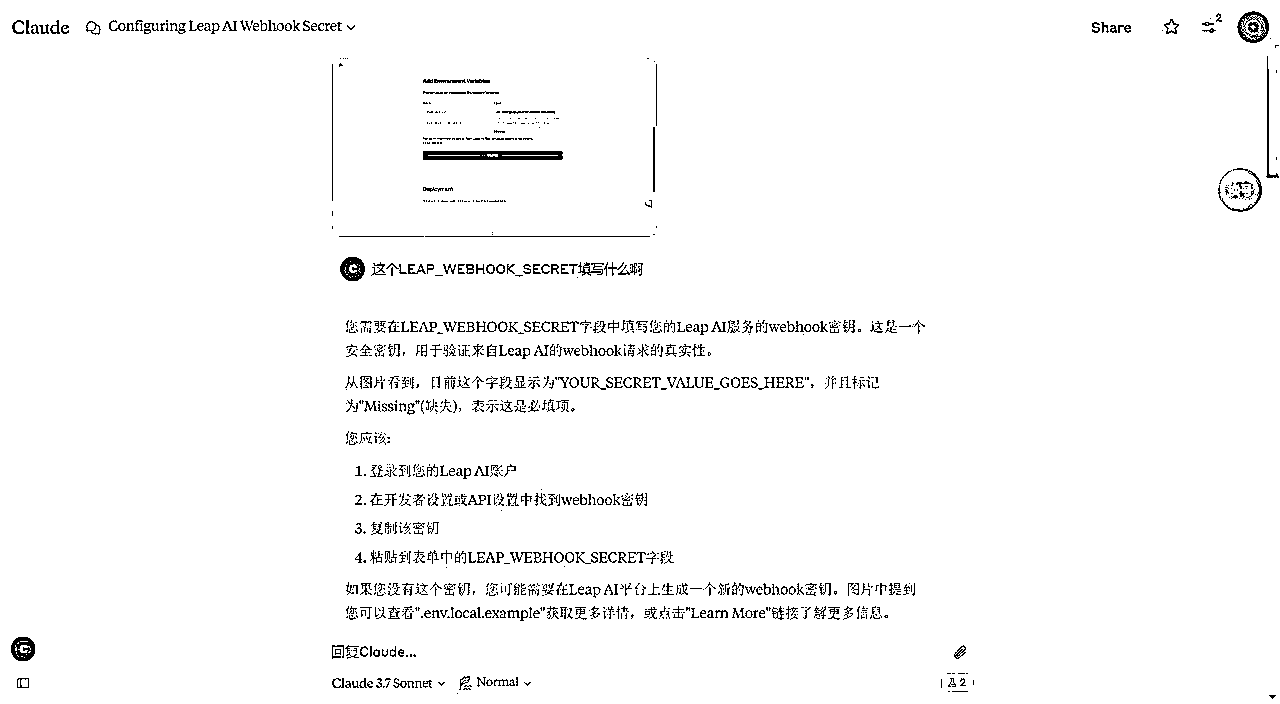 Claude
Configuring Leap AI Webhook Secret
Share
2
Add Environment Variables
Deployment
这个LEAP_WEBHOOK_SECRET填写什么啊
您需要在LEAP_WEBHOOK_SECRET字段中填写您的Leap AI服务的webhook密钥。这是一个
安全密钥，用于验证来自Leap AI的webhook请求的真实性。
从图片看到，目前这个字段显示为"YOUR_SECRET_VALUE_GOES_HERE"，并且标记
为"Missing"(缺失)，表示这是必填项。
您应该:
1. 登录到您的Leap AI账户
2. 在开发者设置或API设置中找到webhook密钥
3. 复制该密钥
4. 粘贴到表单中的LEAP_WEBHOOK_SECRET字段
如果您没有这个密钥，您可能需要在Leap AI平台上生成一个新的webhook密钥。图片中提到
您可以查看".env.local.example"获取更多详情，或点击"Learn More"链接了解更多信息。
回复Claude...
Claude 3.7 Sonnet
Normal
2